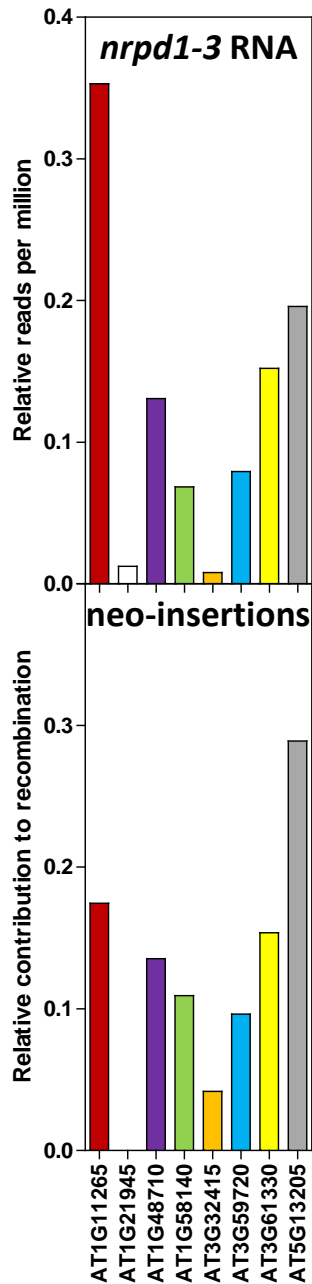 nrpd1-3 RNA
Relative reads per million
0.4
0.3
0.2
0.1
0.0
neo-insertions
Relative contribution to recombination
0.3
0.2
0.1
0.0
AT1G11265
AT1G21945
AT1G48710
AT1G58140
AT3G32415
AT3G59720
AT3G61330
AT5G13205